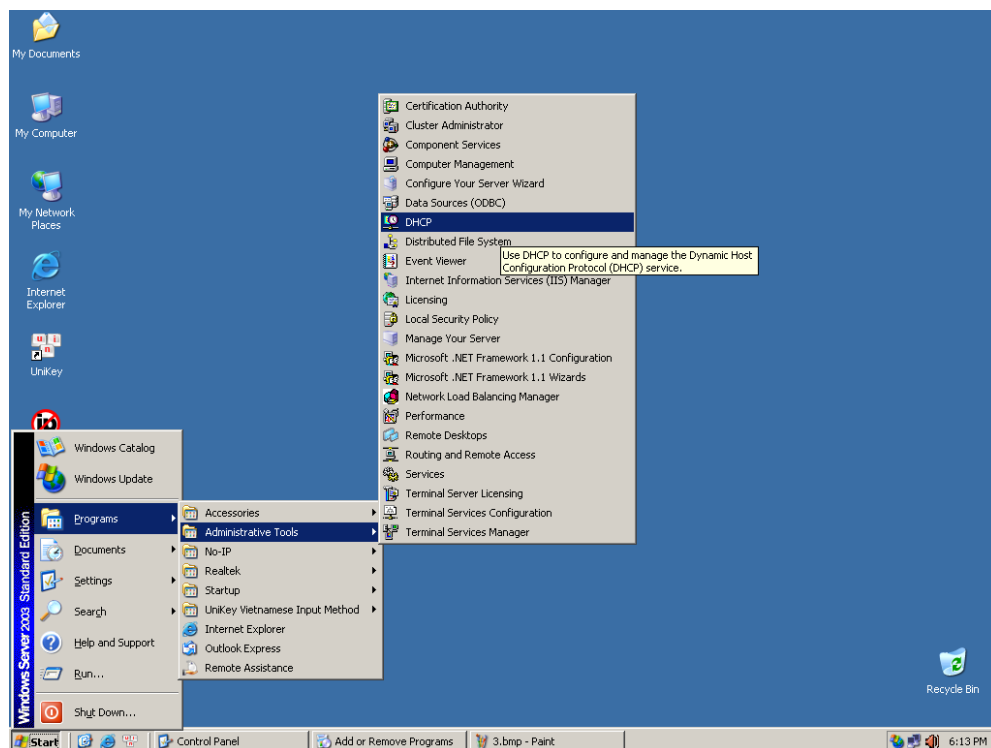 My Documents
My Computer
My Network
Places
Internet
Explorer
UniKey
Certification Authority
Cluster Administrator
Component Services
Computer Management
Configure Your Server Wizard
Data Sources (ODBC)
DHCP
Distributed File System
Use DHCP to configure and manage the Dynamic Host
Configuration Protocol (DHCP) service.
Event Viewer
Internet Information Services (IIS) Manager
Licensing
Local Security Policy
Manage Your Server
Microsoft .NET Framework 1.1 Configuration
Microsoft .NET Framework 1.1 Wizards
Network Load Balancing Manager
Performance
Remote Desktops
Routing and Remote Access
Services
Terminal Server Licensing
Terminal Services Configuration
Terminal Services Manager
Windows Catalog
Windows Update
Programs
Documents
Settings
Search
Help and Support
Run...
Shut Down...
Windows Server 2003 Standard Edition
Accessories
Administrative Tools
No-IP
Realtek
Startup
UniKey Vietnamese Input Method
Internet Explorer
Outlook Express
Remote Assistance
Recycle Bin
Start
Control Panel
Add or Remove Programs
3.bmp - Paint
6:13 PM